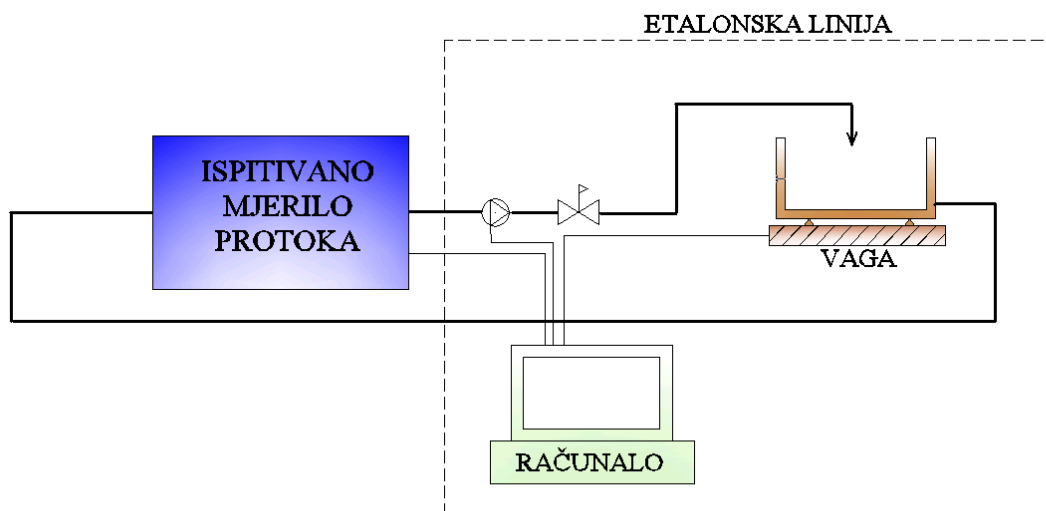 ETALONSKA LINIJA
ISPITIVANO
MJERILO
PROTOKA
VAGA
RAČUNALO